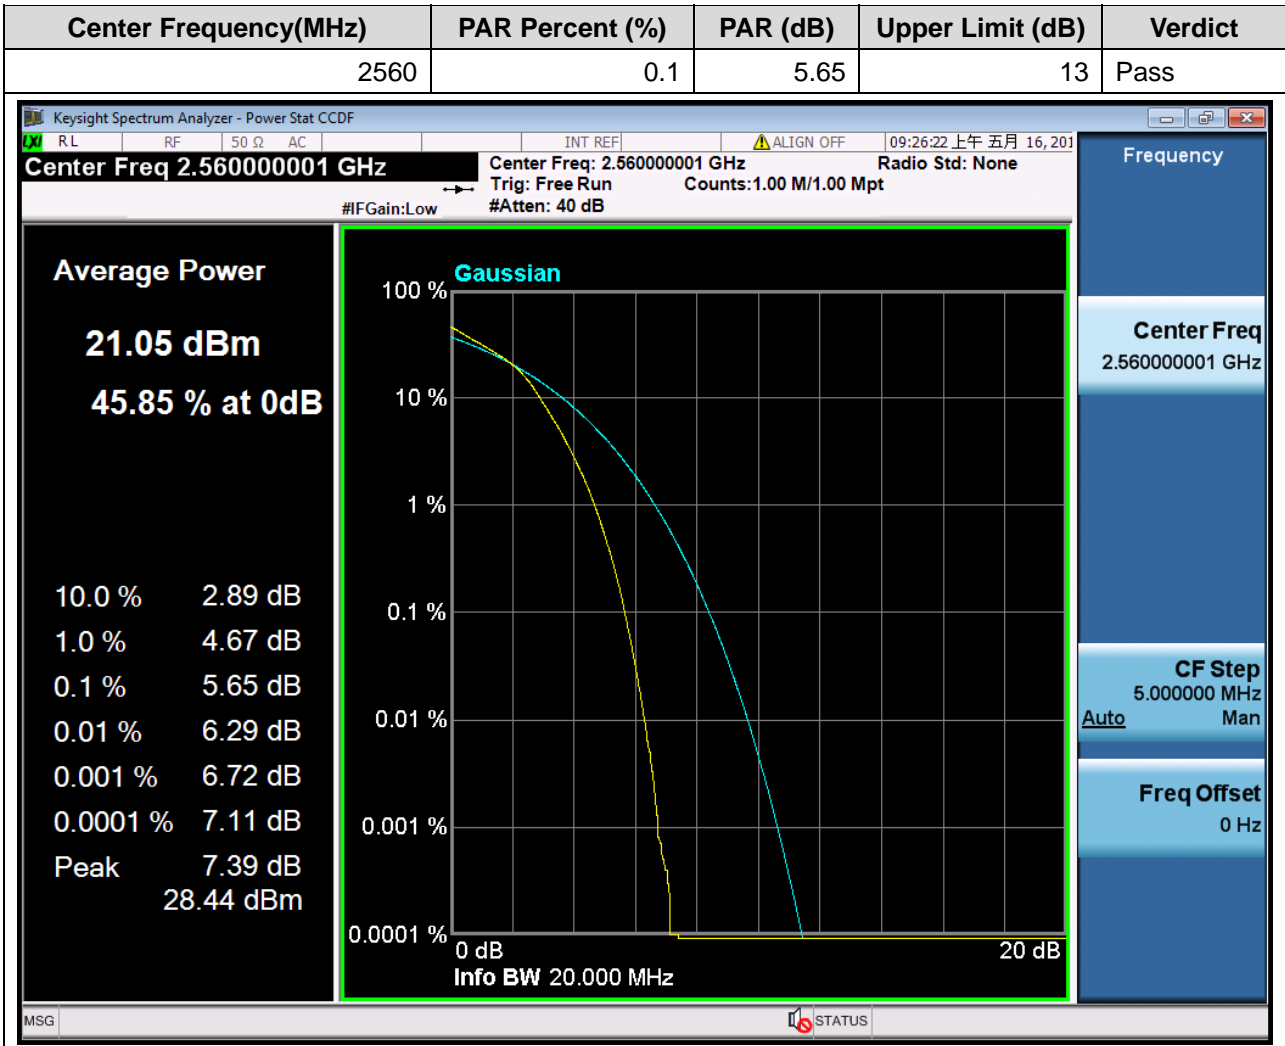 Center Frequency(MHz) PAR Percent (%) PAR (dB) Upper Limit (dB) Verdict
2560 0.1 5.65 13 Pass
Keysight Spectrum Analyzer - Power Stat CCDF
LXI RL RF 50 Ω AC INT REF ALIGN OFF 09:26:22 上午 五月 16, 201
Center Freq 2.560000001 GHz
Center Freq: 2.560000001 GHz Radio Std: None
Trig: Free Run Counts:1.00 M/1.00 Mpt
#IFGain:Low #Atten: 40 dB
Average Power
21.05 dBm
45.85 % at 0dB
10.0 % 2.89 dB
1.0 % 4.67 dB
0.1 % 5.65 dB
0.01 % 6.29 dB
0.001 % 6.72 dB
0.0001 % 7.11 dB
Peak 7.39 dB
28.44 dBm
Gaussian
100 %
10 %
1 %
0.1 %
0.01 %
0.001 %
0.0001 %
0 dB 20 dB
Info BW 20.000 MHz
Frequency
Center Freq
2.560000001 GHz
CF Step
5.000000 MHz
Auto Man
Freq Offset
0 Hz
MSG STATUS